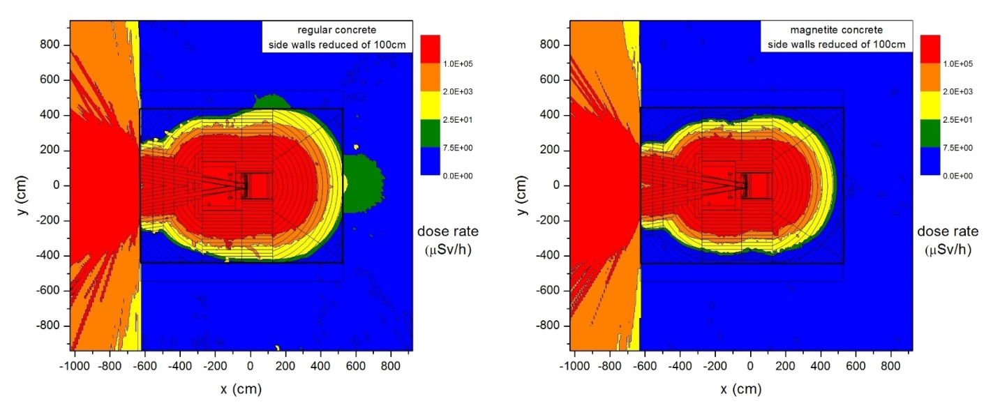 regular concrete
side walls reduced of 100cm
800
600
400
200
0
-200
-400
-600
-800
y (cm)
-1000 -800 -600 -400 -200 0 200 400 600 800
x (cm)
1.0E+05
2.0E+03
2.5E+01
7.5E+00
0.0E+00
dose rate
(μSv/h)
magnetite concrete
side walls reduced of 100cm
800
600
400
200
0
-200
-400
-600
-800
y (cm)
-1000 -800 -600 -400 -200 0 200 400 600 800
x (cm)
1.0E+05
2.0E+03
2.5E+01
7.5E+00
0.0E+00
dose rate
(μSv/h)